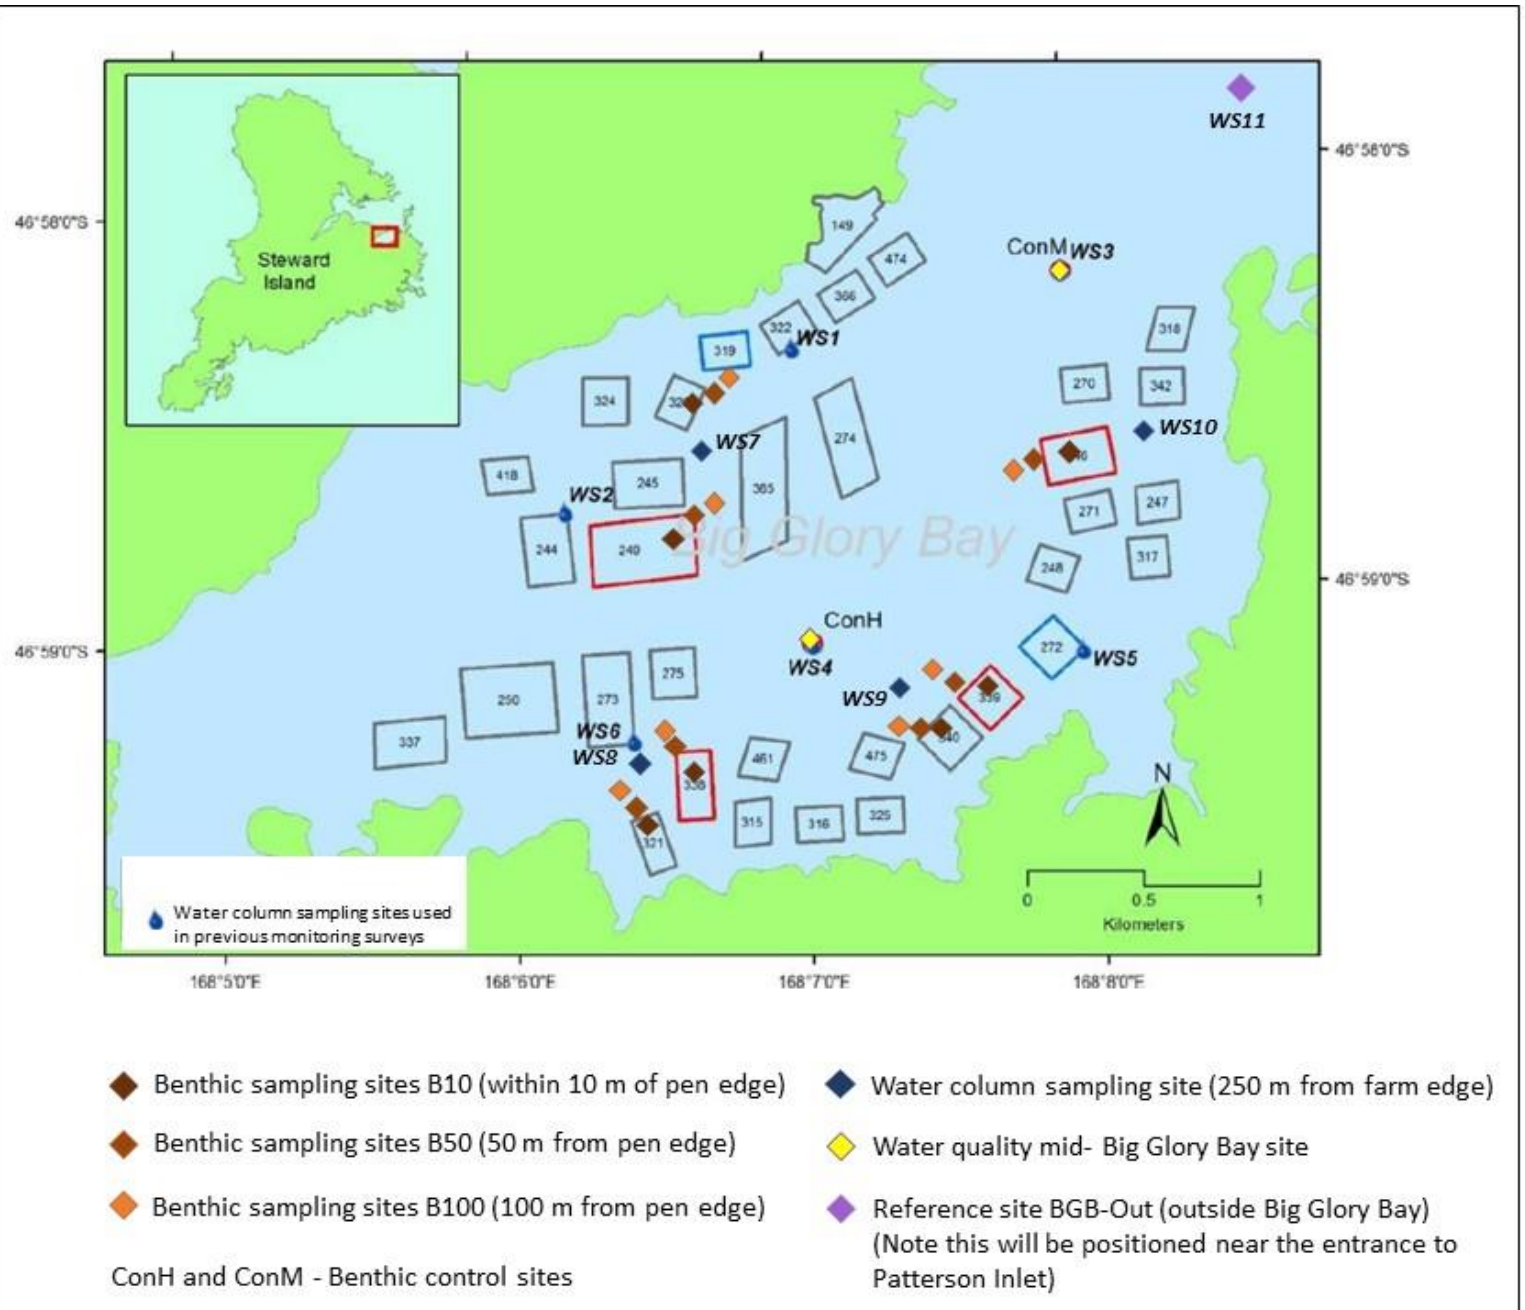 WS11
46°58'0"S
46°58'0"S
149
ConM WS3
474
Steward
Island
366
318
322
WS1
319
270
342
324
WS10
WS7
274
418
245
365
WS2
247
271
244
240
Big Glory Bay
317
248
46°59'0"S
ConH
46°59'0"S
272
WS5
WS4
275
WS9
339
250
273
WS6
337
WS8
461
475
340
338
N
315
316
325
321
0
0.5
1
Kilometers
Water column sampling sites used
in previous monitoring surveys
168°5'0"E
168°6'0"E
168°7'0"E
168°8'0"E
Benthic sampling sites B10 (within 10 m of pen edge)
Benthic sampling sites B50 (50 m from pen edge)
Benthic sampling sites B100 (100 m from pen edge)
ConH and ConM - Benthic control sites
Water column sampling site (250 m from farm edge)
Water quality mid- Big Glory Bay site
Reference site BGB-Out (outside Big Glory Bay)
(Note this will be positioned near the entrance to
Patterson Inlet)